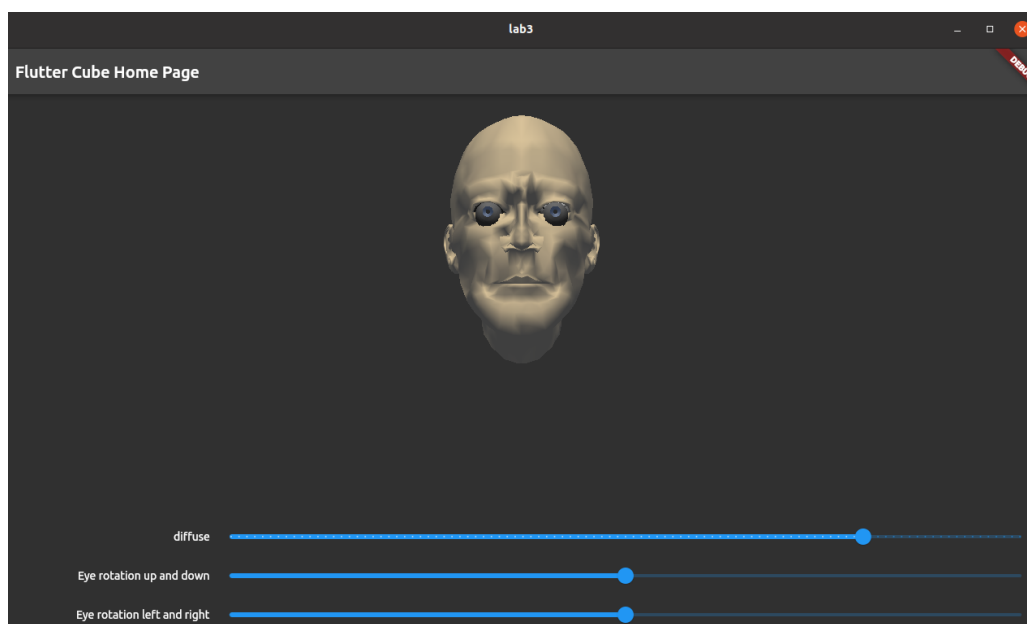 lab3
Flutter Cube Home Page
diffuse
Eye rotation up and down
Eye rotation left and right